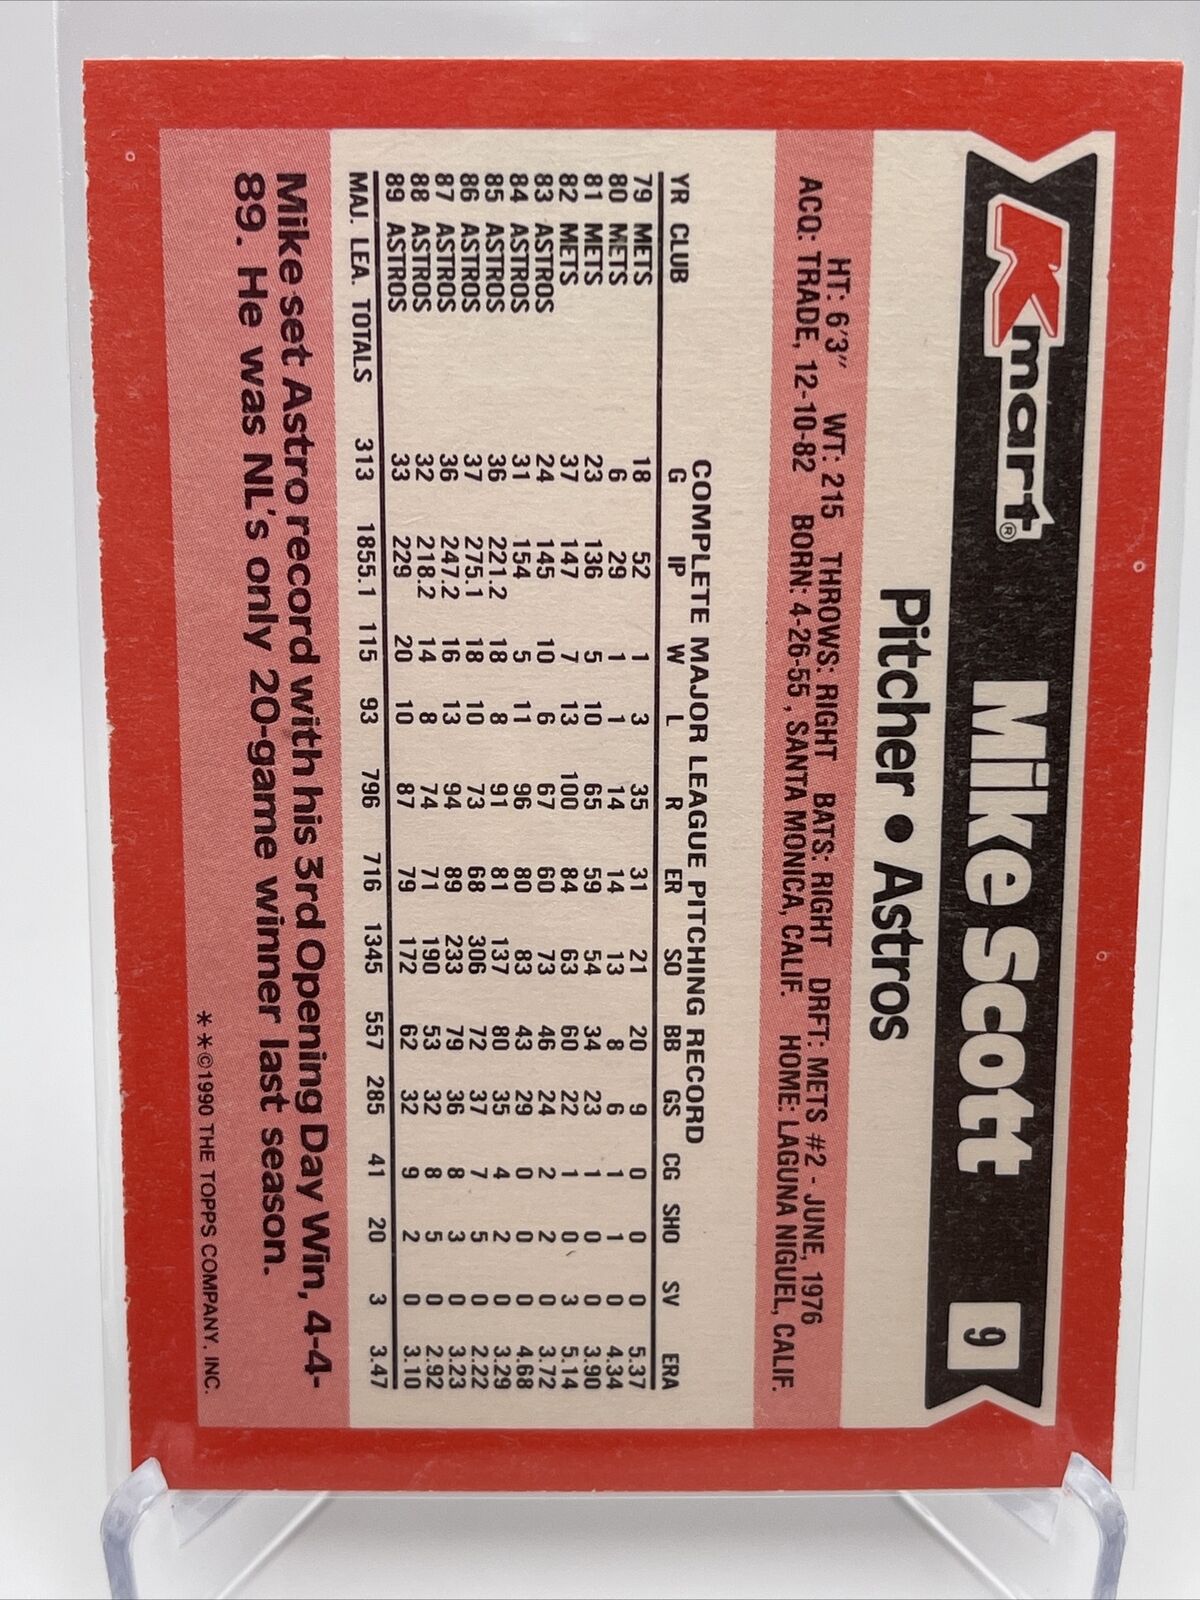 Kmart® Mike Scott 9
Pitcher • Astros
HT: 6'3" WT: 215 THROWS: RIGHT BATS: RIGHT DRFT: METS #2 - JUNE, 1976
ACQ: TRADE, 12-10-82 BORN: 4-26-55, SANTA MONICA, CALIF. HOME: LAGUNA NIGUEL, CALIF.
COMPLETE MAJOR LEAGUE PITCHING RECORD
YR CLUB G IP W L R ER SO BB GS CG SHO SV ERA
79 METS 18 52 1 3 35 31 21 20 9 0 0 0 5.37
80 METS 6 29 1 1 14 14 13 8 6 1 1 0 4.34
81 METS 23 136 5 10 65 59 54 34 23 1 0 0 3.90
82 METS 37 147 7 13 100 84 63 60 22 1 0 3 5.14
83 ASTROS 24 145 10 6 67 60 73 46 24 2 2 0 3.72
84 ASTROS 31 154 5 11 96 80 83 43 29 0 0 0 4.68
85 ASTROS 36 221.2 18 8 91 81 137 80 35 4 2 0 3.29
86 ASTROS 37 275.1 18 10 73 68 306 72 37 7 5 0 2.22
87 ASTROS 36 247.2 16 13 94 89 233 79 36 8 3 0 3.23
88 ASTROS 32 218.2 14 8 74 71 190 53 32 8 5 0 2.92
89 ASTROS 33 229 20 10 87 79 172 62 32 9 2 0 3.10
MAJ. LEA. TOTALS 313 1855.1 115 93 796 716 1345 557 285 41 20 3 3.47
Mike set Astro record with his 3rd Opening Day Win, 4-4-
89. He was NL's only 20-game winner last season.
**©1990 THE TOPPS COMPANY, INC.